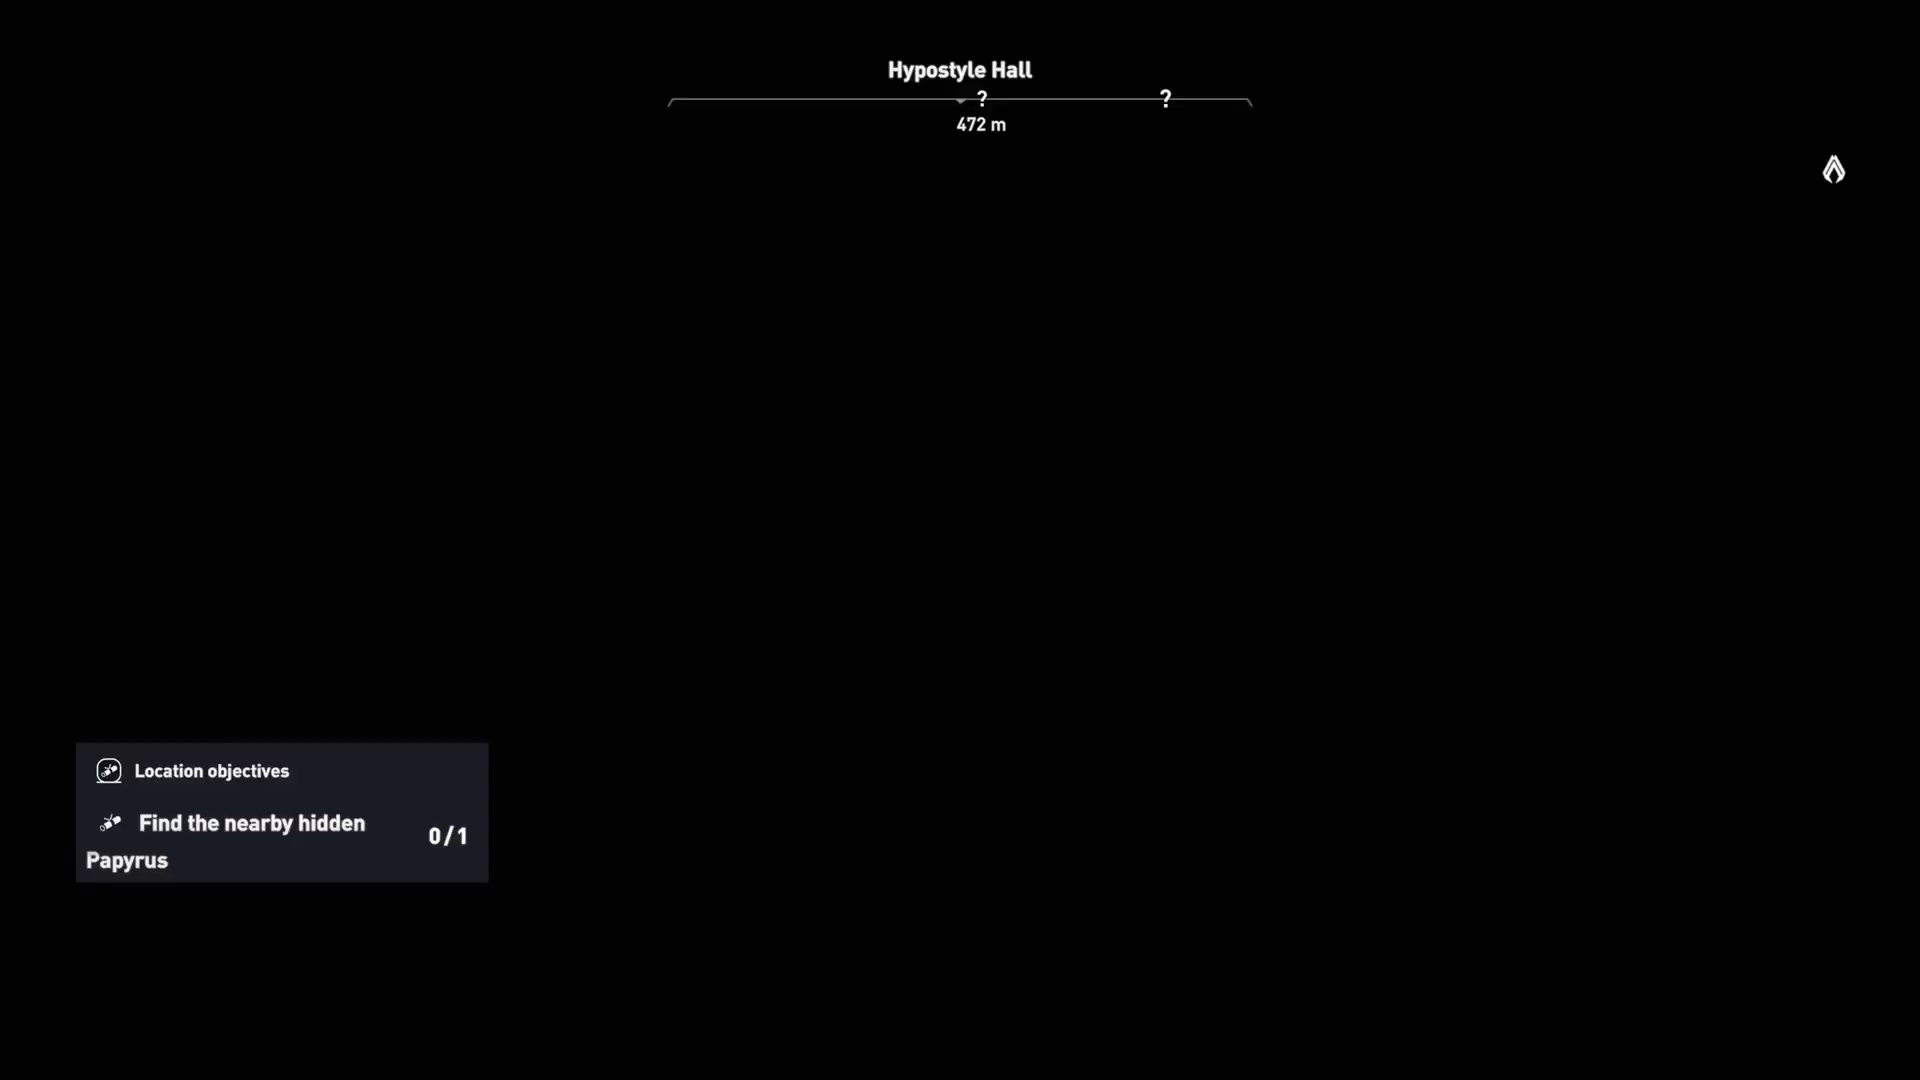 Hypostyle Hall
? ?
472 m
Location objectives
Find the nearby hidden
Papyrus
0/1